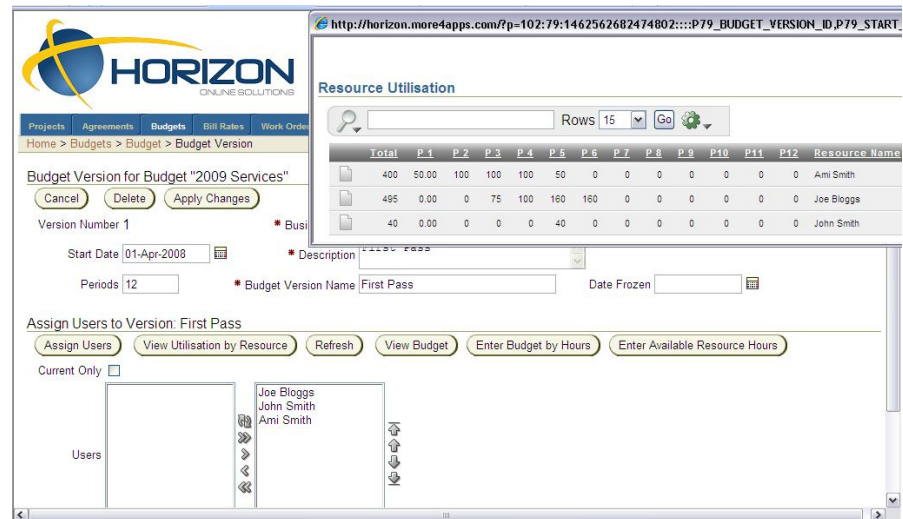 http://horizon.more4apps.com/?p=102:79:1462562682474802::::P79_BUDGET_VERSION_ID,P79_START_
HORIZON
ONLINE SOLUTIONS
Resource Utilisation
Rows 15 Go
Total P 1 P 2 P 3 P 4 P 5 P 6 P 7 P 8 P 9 P10 P11 P12 Resource Name
400 50.00 100 100 100 50 0 0 0 0 0 0 0 Ami Smith
495 0.00 0 75 100 160 160 0 0 0 0 0 0 Joe Bloggs
40 0.00 0 0 0 40 0 0 0 0 0 0 0 John Smith
Projects Agreements Budgets Bill Rates Work Orde
Home > Budgets > Budget > Budget Version
Budget Version for Budget "2009 Services"
Cancel Delete Apply Changes
Version Number 1 * Busi
Start Date 01-Apr-2008 * Description First Pass
Periods 12 * Budget Version Name First Pass Date Frozen
Assign Users to Version: First Pass
Assign Users View Utilisation by Resource Refresh View Budget Enter Budget by Hours Enter Available Resource Hours
Current Only
Users
Joe Bloggs
John Smith
Ami Smith